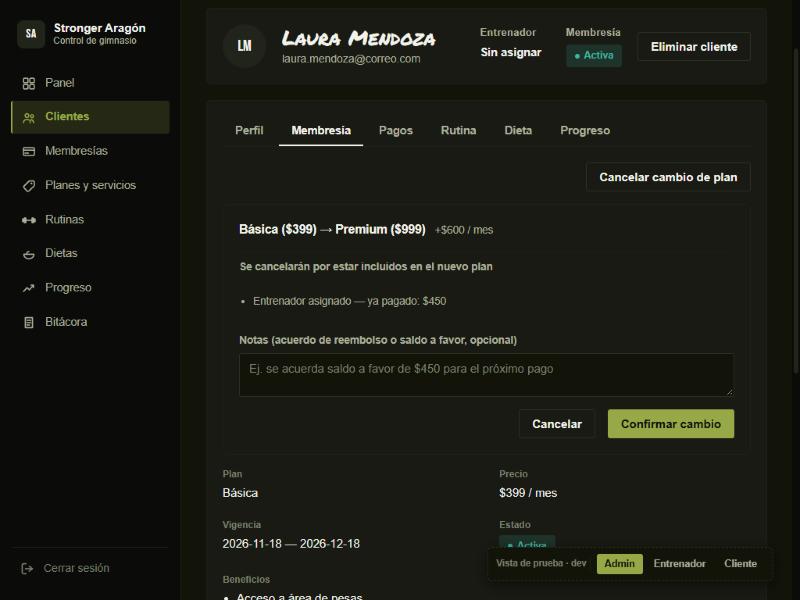 SA
Stronger Aragón
Control de gimnasio
Panel
Clientes
Membresías
Planes y servicios
Rutinas
Dietas
Progreso
Bitácora
Cerrar sesión
LM
Laura Mendoza
laura.mendoza@correo.com
Entrenador
Sin asignar
Membresía
Activa
Eliminar cliente
Perfil
Membresía
Pagos
Rutina
Dieta
Progreso
Cancelar cambio de plan
Básica ($399) → Premium ($999) +$600 / mes
Se cancelarán por estar incluidos en el nuevo plan
• Entrenador asignado — ya pagado: $450
Notas (acuerdo de reembolso o saldo a favor, opcional)
Ej. se acuerda saldo a favor de $450 para el próximo pago
Cancelar
Confirmar cambio
Plan
Básica
Precio
$399 / mes
Vigencia
2026-11-18 — 2026-12-18
Estado
Activa
Beneficios
• Acceso a área de pesas
Vista de prueba · dev
Admin
Entrenador
Cliente